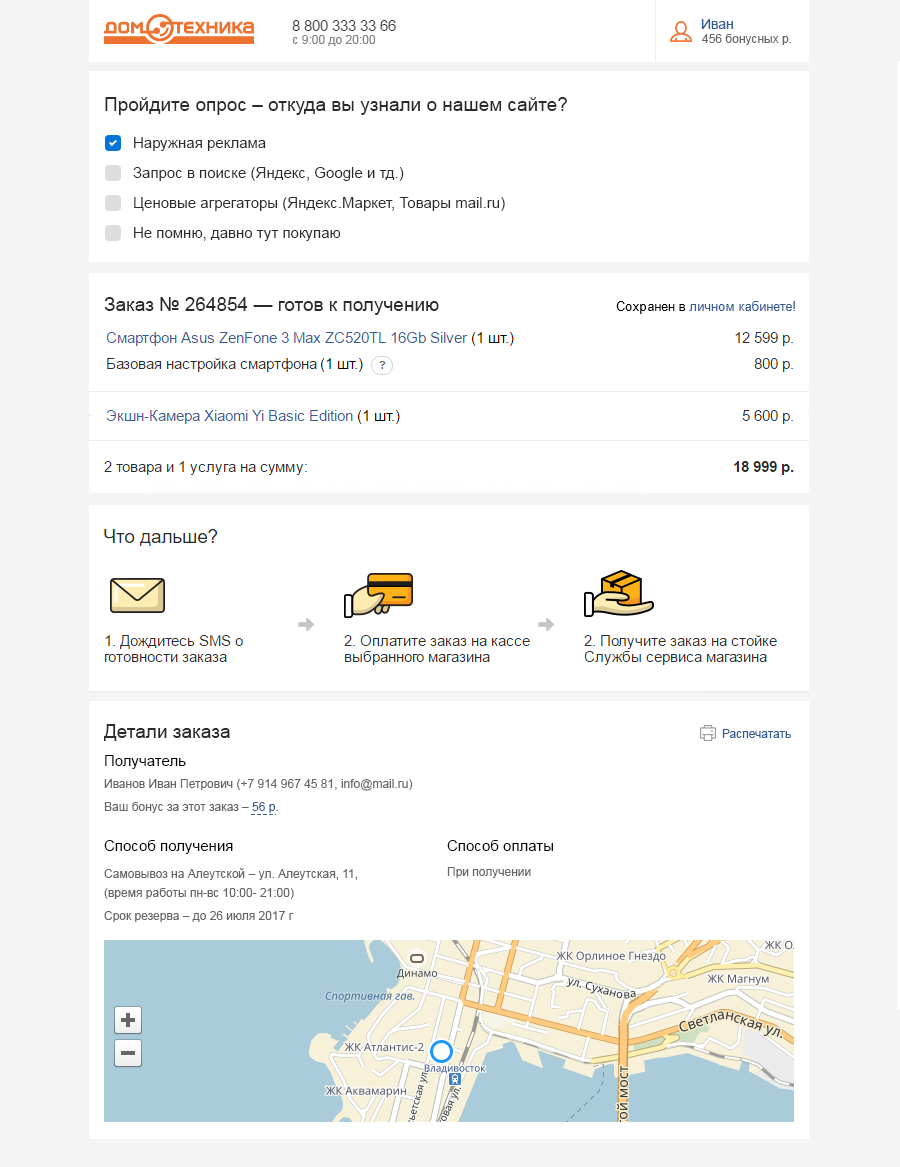 ДОМОТЕХНИКА
8 800 333 33 66
с 9:00 до 20:00
Иван
456 бонусных р.
Пройдите опрос – откуда вы узнали о нашем сайте?
Наружная реклама
Запрос в поиске (Яндекс, Google и тд.)
Ценовые агрегаторы (Яндекс.Маркет, Товары mail.ru)
Не помню, давно тут покупаю
Заказ № 264854 — готов к получению
Сохранен в личном кабинете!
Смартфон Asus ZenFone 3 Max ZC520TL 16Gb Silver (1 шт.) 12 599 р.
Базовая настройка смартфона (1 шт.) ? 800 р.
Экшн-Камера Xiaomi Yi Basic Edition (1 шт.) 5 600 р.
2 товара и 1 услуга на сумму: 18 999 р.
Что дальше?
1. Дождитесь SMS о
готовности заказа
2. Оплатите заказ на кассе
выбранного магазина
2. Получите заказ на стойке
Службы сервиса магазина
Детали заказа
Распечатать
Получатель
Иванов Иван Петрович (+7 914 967 45 81, info@mail.ru)
Ваш бонус за этот заказ – 56 р.
Способ получения
Самовывоз на Алеутской – ул. Алеутская, 11,
(время работы пн-вс 10:00- 21:00)
Срок резерва – до 26 июля 2017 г
Способ оплаты
При получении
ЖК О.
ЖК Орлиное Гнездо
Динамо
ЖК Магнум
ул. Суханова
Спортивная гав.
Светланская ул.
ЖК Атлантис-2
Владивосток
ЖК Аквамарин
ьетская ул.
овая ул.
той мост